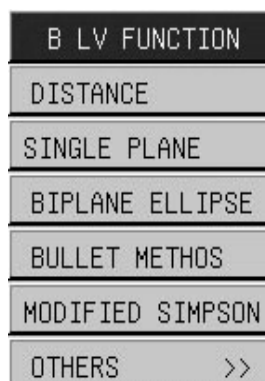 B LV FUNCTION
DISTANCE
SINGLE PLANE
BIPLANE ELLIPSE
BULLET METHOS
MODIFIED SIMPSON
OTHERS >>